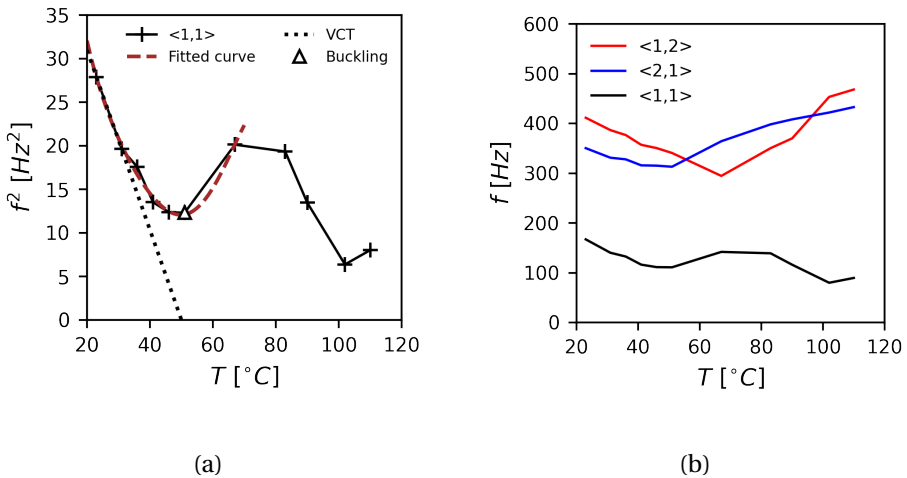 35
30
25
20
15
10
5
0
f² [Hz²]
<1,1>
Fitted curve
VCT
Buckling
20 40 60 80 100 120
T [°C]
(a)
600
500
400
300
200
100
0
f [Hz]
<1,2>
<2,1>
<1,1>
20 40 60 80 100 120
T [°C]
(b)